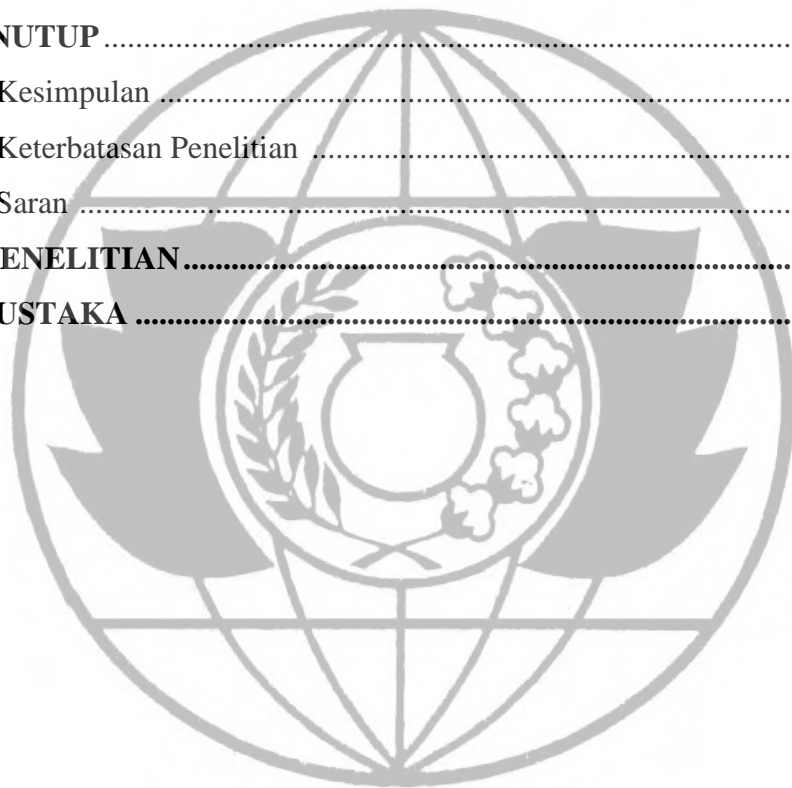 NUTUP ................................................................................
Kesimpulan ................................................................................
Keterbatasan Penelitian ............................................................
Saran ................................................................................
ENELITIAN................................................................................
USTAKA ................................................................................